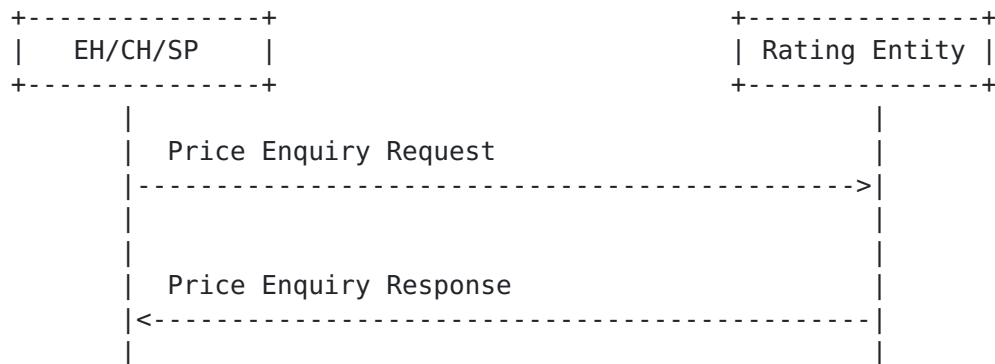 EH/CH/SP
Rating Entity
Price Enquiry Request
Price Enquiry Response